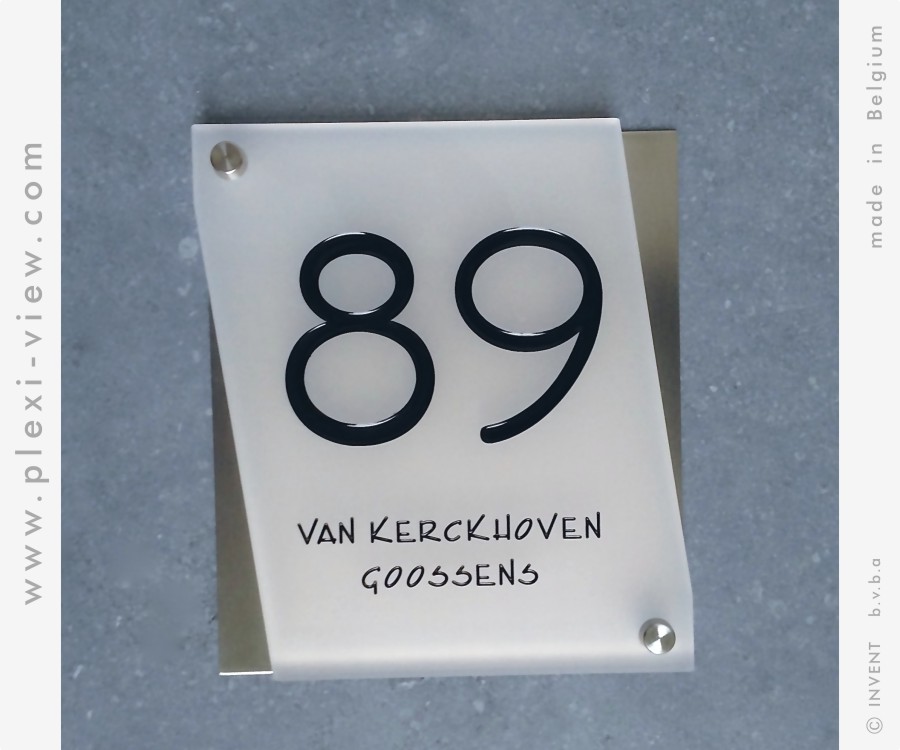 www.plexi-view.com
89
VAN KERCKHOVEN
GOOSSENS
made in Belgium
© INVENT b.v.b.a